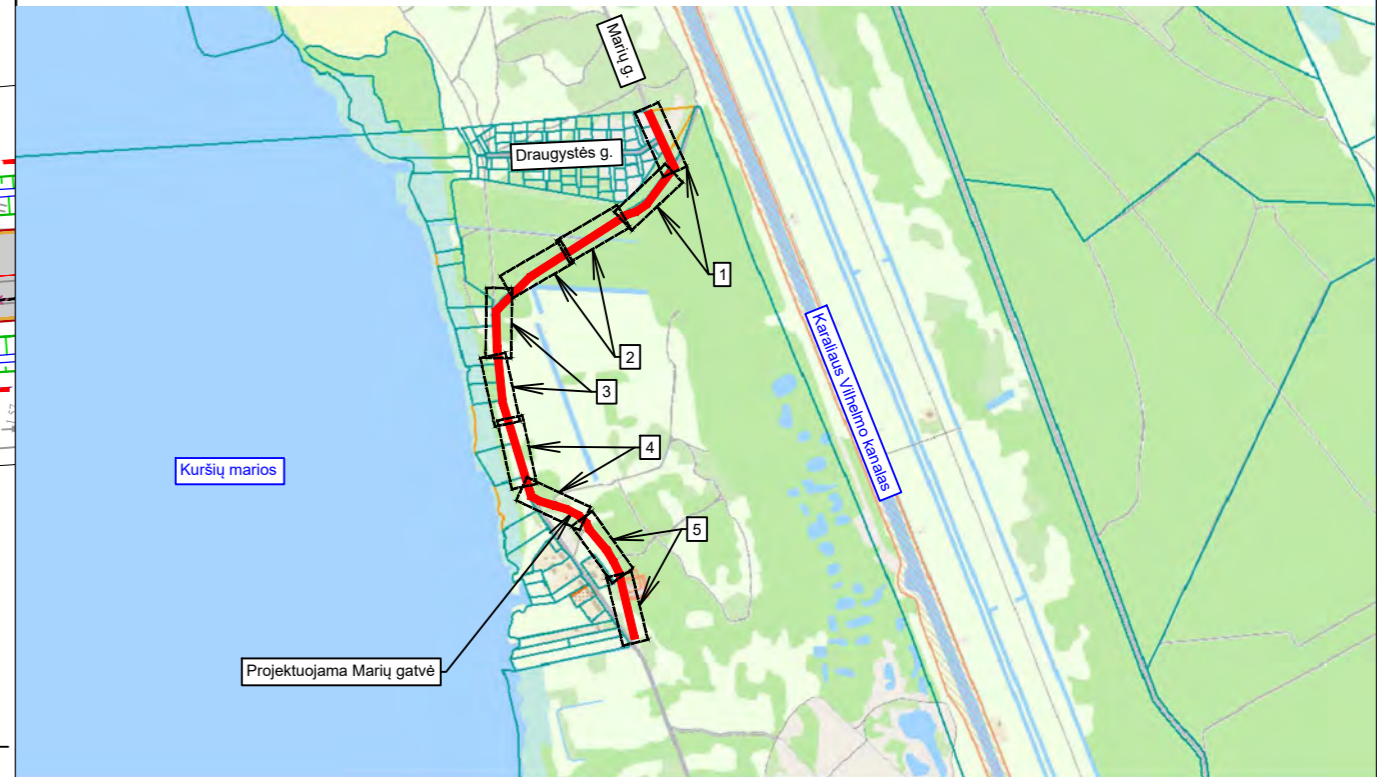 Marių g.
Draugystės g.
1
2
3
4
5
Karaliaus Vilhelmo kanalas
Kuršių marios
Projektuojama Marių gatvė